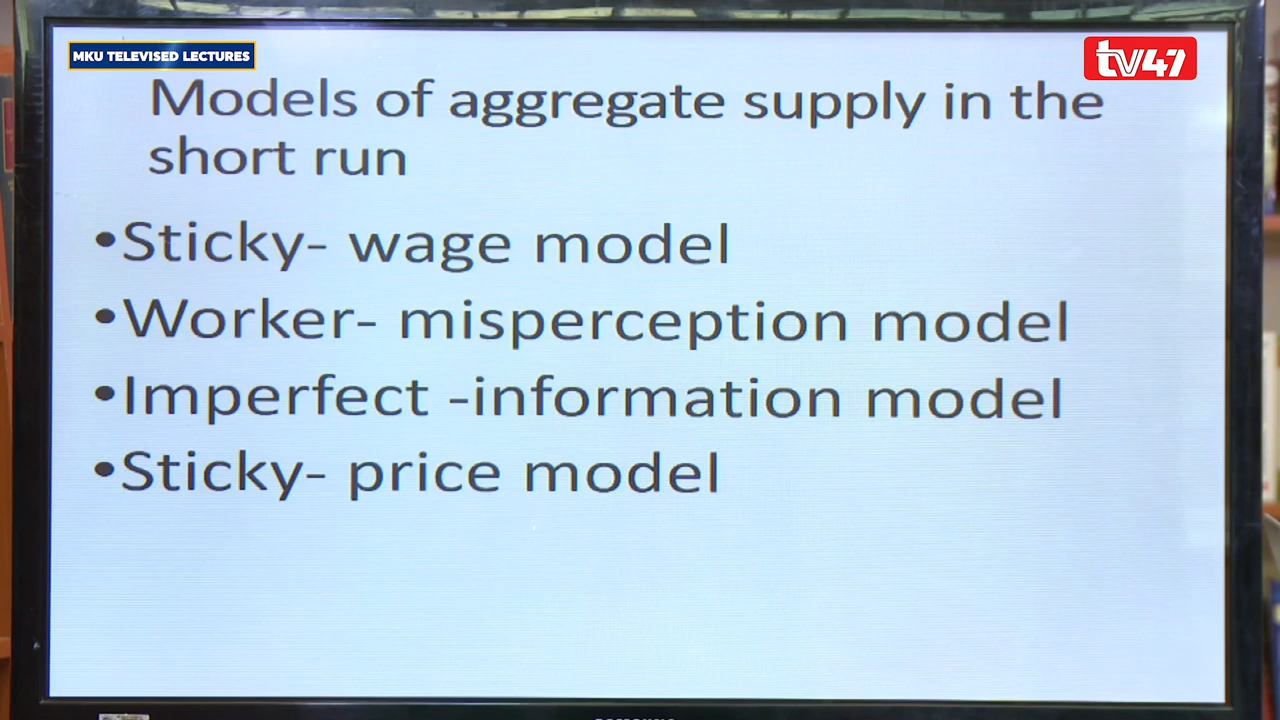 MKU TELEVISED LECTURES
tv47
Models of aggregate supply in the
short run
•Sticky- wage model
•Worker- misperception model
•Imperfect -information model
•Sticky- price model